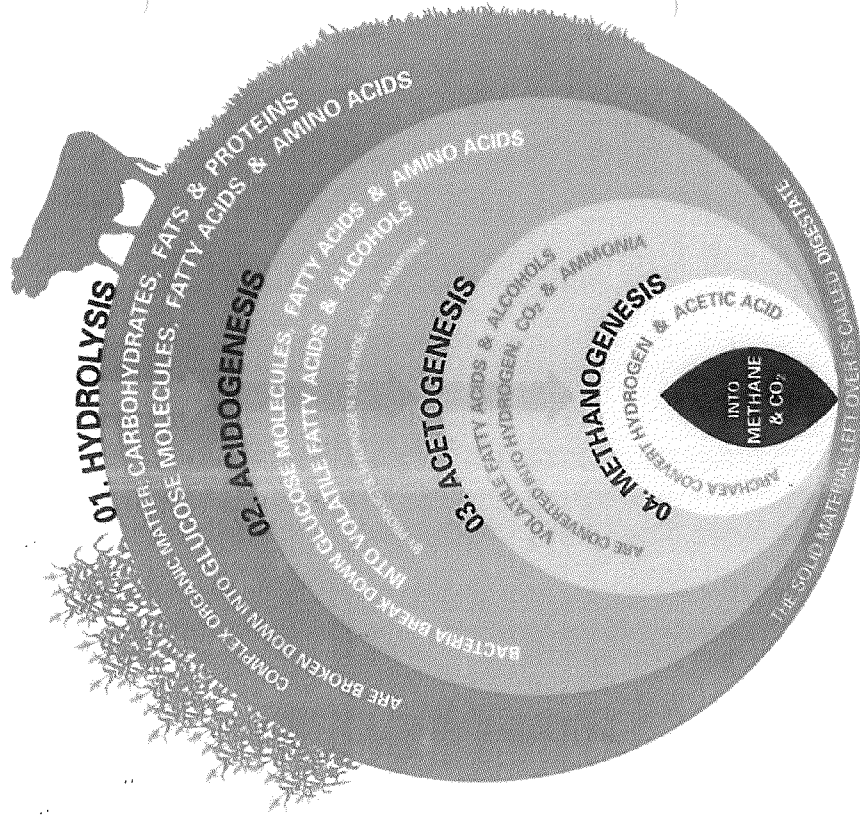 01. HYDROLYSIS
COMPLEX ORGANIC MATTER, CARBOHYDRATES, FATS & PROTEINS
ARE BROKEN DOWN INTO GLUCOSE MOLECULES, FATTY ACIDS & AMINO ACIDS
02. ACIDOGENESIS
BACTERIA BREAK DOWN GLUCOSE MOLECULES, FATTY ACIDS & AMINO ACIDS
INTO VOLATILE FATTY ACIDS & ALCOHOLS
03. ACETOGENESIS
VOLATILE FATTY ACIDS & ALCOHOLS
ARE CONVERTED INTO HYDROGEN, CO₂ & AMMONIA
04. METHANOGENESIS
ARCHAEA CONVERT HYDROGEN & ACETIC ACID
INTO
METHANE
& CO₂
THE SOLID MATERIAL LEFT OVER IS CALLED DIGESTATE